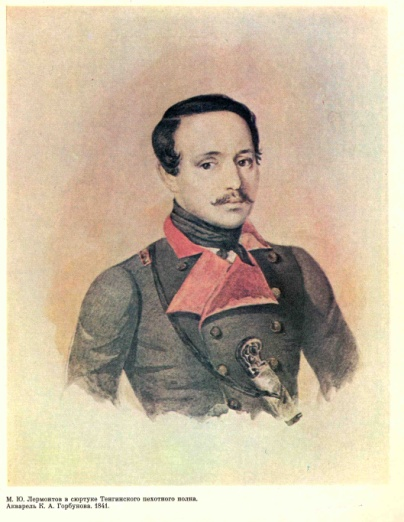 М. Ю. Лермонтов в сюртуке Тенгинского пехотного полка.
Акварель К. А. Горбунова. 1841.